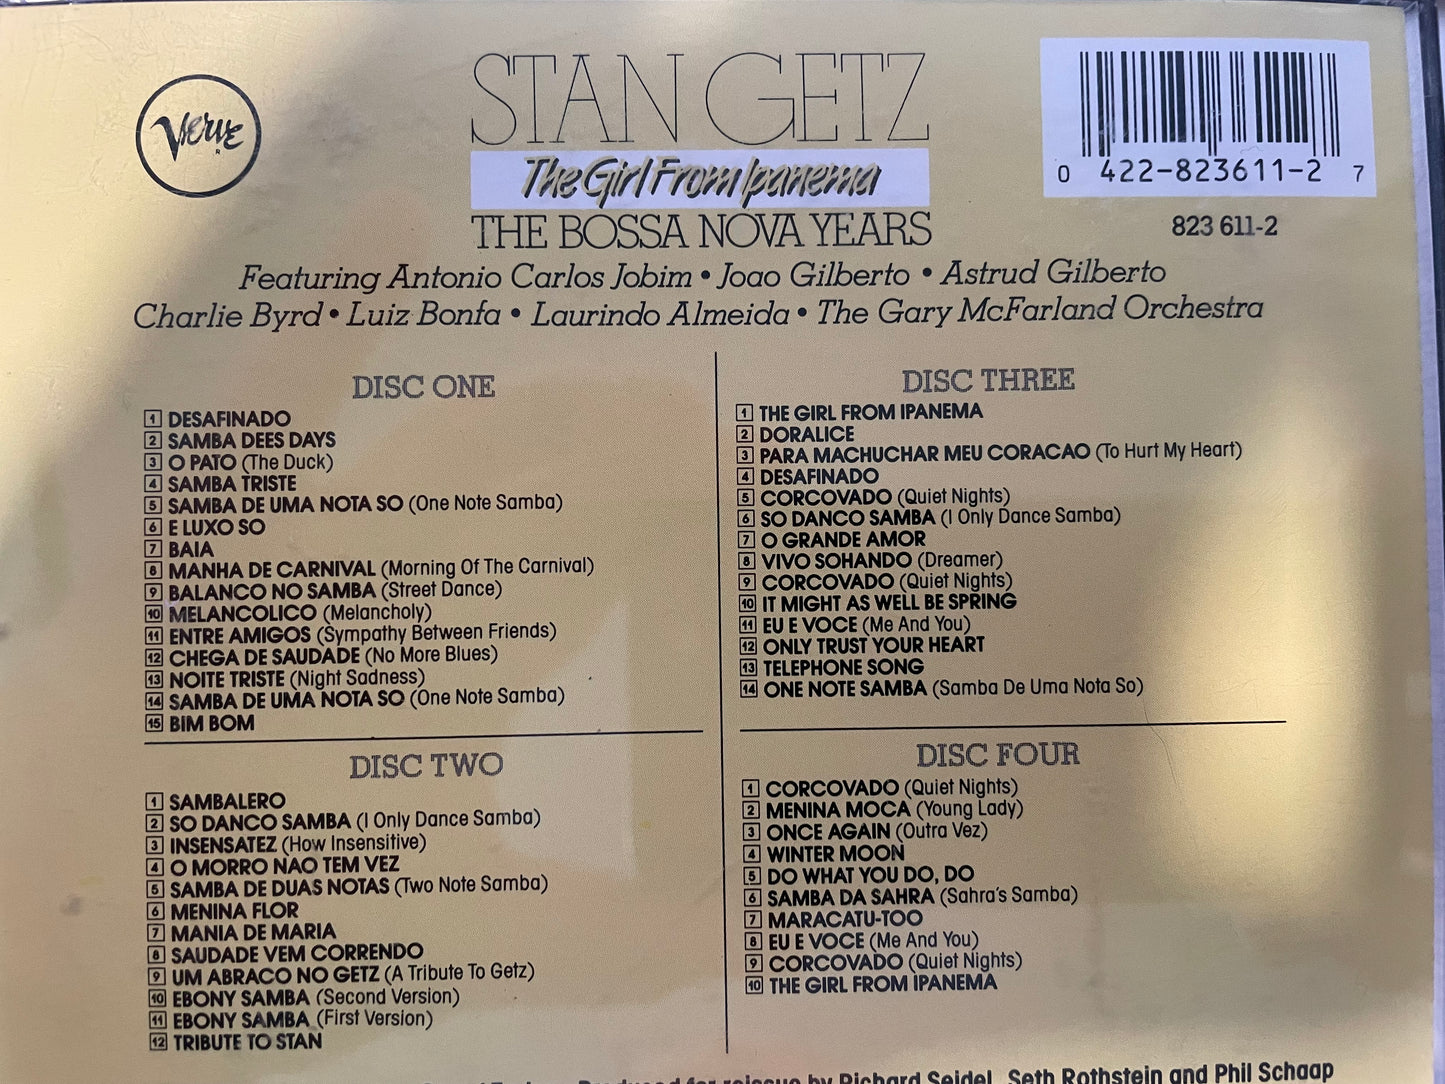 Verve
STAN GETZ
The Girl From Ipanema
THE BOSSA NOVA YEARS
0 422-823611-2 7
823 611-2
Featuring Antonio Carlos Jobim • Joao Gilberto • Astrud Gilberto
Charlie Byrd • Luiz Bonfa • Laurindo Almeida • The Gary McFarland Orchestra
DISC ONE
1 DESAFINADO
2 SAMBA DEES DAYS
3 O PATO (The Duck)
4 SAMBA TRISTE
5 SAMBA DE UMA NOTA SO (One Note Samba)
6 E LUXO SO
7 BAIA
8 MANHA DE CARNIVAL (Morning Of The Carnival)
9 BALANCO NO SAMBA (Street Dance)
10 MELANCOLICO (Melancholy)
11 ENTRE AMIGOS (Sympathy Between Friends)
12 CHEGA DE SAUDADE (No More Blues)
13 NOITE TRISTE (Night Sadness)
14 SAMBA DE UMA NOTA SO (One Note Samba)
15 BIM BOM
DISC TWO
1 SAMBALERO
2 SO DANCO SAMBA (I Only Dance Samba)
3 INSENSATEZ (How Insensitive)
4 O MORRO NAO TEM VEZ
5 SAMBA DE DUAS NOTAS (Two Note Samba)
6 MENINA FLOR
7 MANIA DE MARIA
8 SAUDADE VEM CORRENDO
9 UM ABRACO NO GETZ (A Tribute To Getz)
10 EBONY SAMBA (Second Version)
11 EBONY SAMBA (First Version)
12 TRIBUTE TO STAN
DISC THREE
1 THE GIRL FROM IPANEMA
2 DORALICE
3 PARA MACHUCHAR MEU CORACAO (To Hurt My Heart)
4 DESAFINADO
5 CORCOVADO (Quiet Nights)
6 SO DANCO SAMBA (I Only Dance Samba)
7 O GRANDE AMOR
8 VIVO SOHANDO (Dreamer)
9 CORCOVADO (Quiet Nights)
10 IT MIGHT AS WELL BE SPRING
11 EU E VOCE (Me And You)
12 ONLY TRUST YOUR HEART
13 TELEPHONE SONG
14 ONE NOTE SAMBA (Samba De Uma Nota So)
DISC FOUR
1 CORCOVADO (Quiet Nights)
2 MENINA MOCA (Young Lady)
3 ONCE AGAIN (Outra Vez)
4 WINTER MOON
5 DO WHAT YOU DO, DO
6 SAMBA DA SAHRA (Sahra's Samba)
7 MARACATU-TOO
8 EU E VOCE (Me And You)
9 CORCOVADO (Quiet Nights)
10 THE GIRL FROM IPANEMA
Produced for reissue by Richard Seidel, Seth Rothstein and Phil Schaap